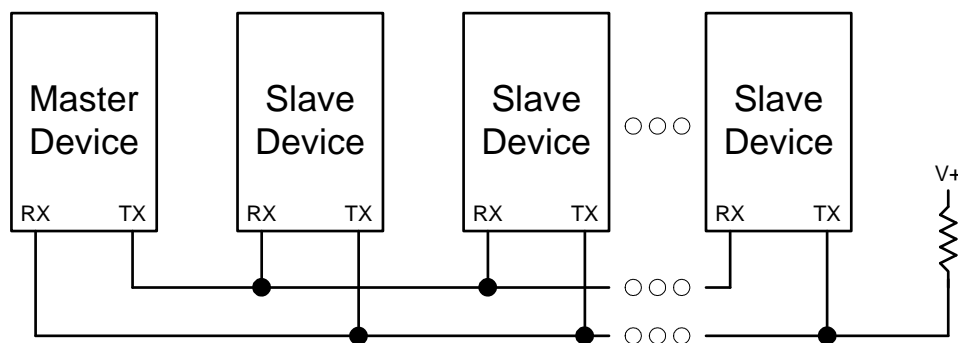 Master
Device
RX TX
Slave
Device
RX TX
Slave
Device
RX TX
Slave
Device
RX TX
V+